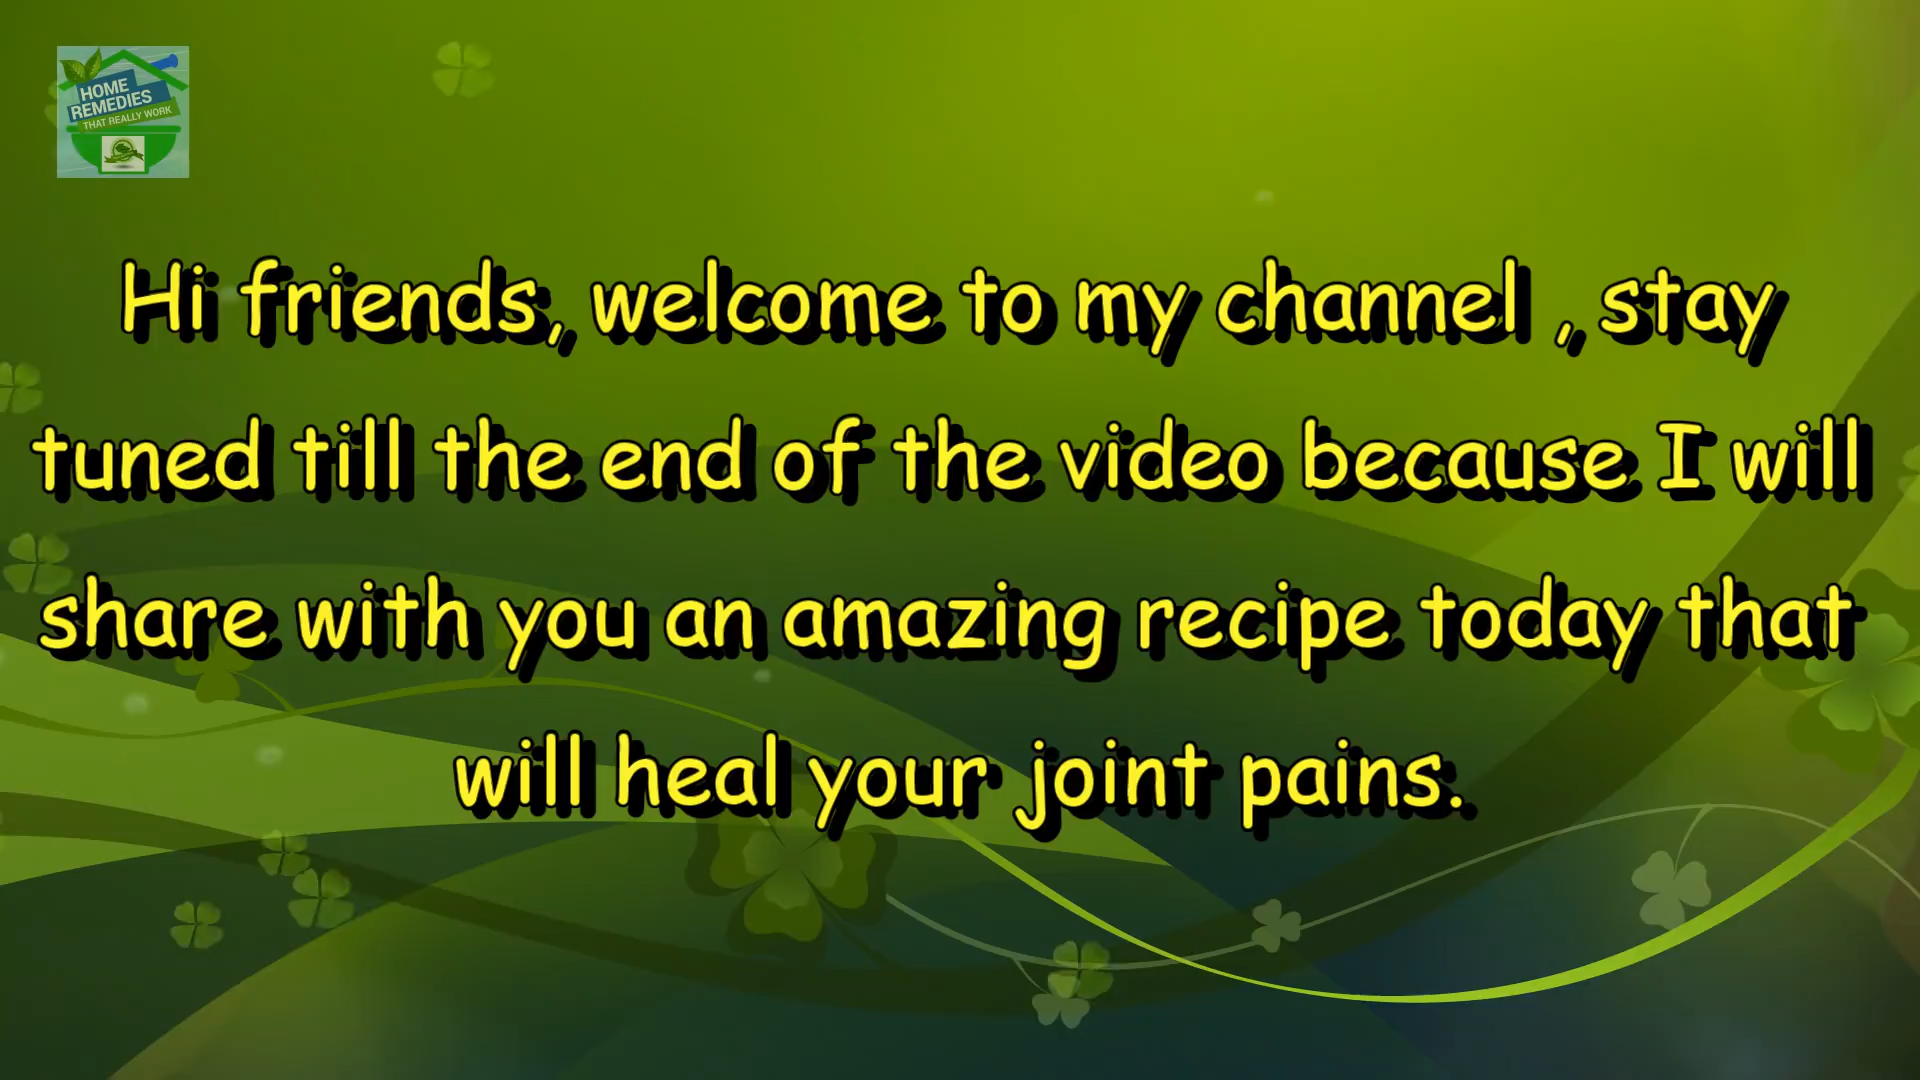 HOME
REMEDIES
THAT REALLY WORK
Hi friends, welcome to my channel , stay
tuned till the end of the video because I will
share with you an amazing recipe today that
will heal your joint pains.